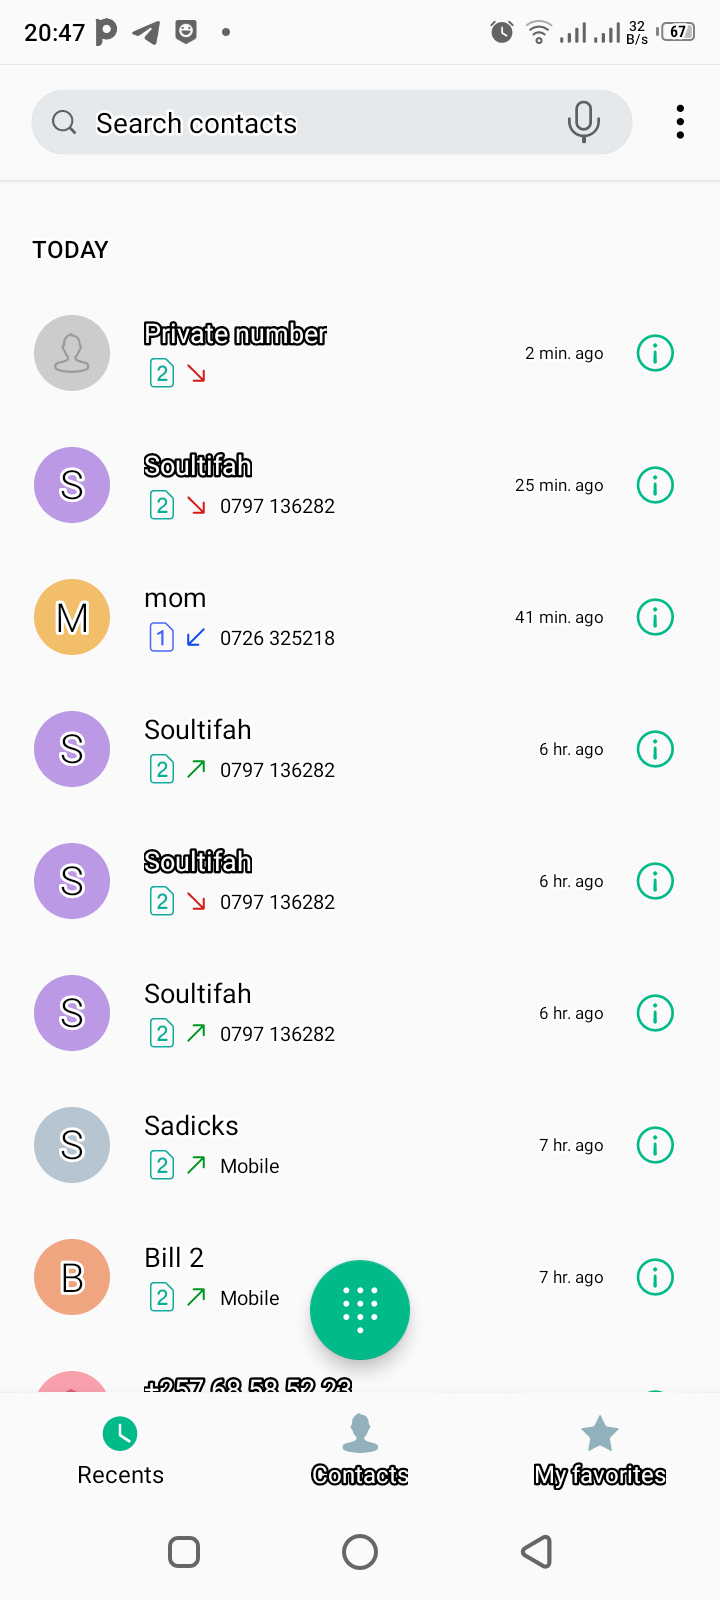 20:47
32
B/s
67
Search contacts
TODAY
Private number
2 min. ago
2
S
Soultifah
25 min. ago
2 0797 136282
M
mom
41 min. ago
1 0726 325218
S
Soultifah
6 hr. ago
2 0797 136282
S
Soultifah
6 hr. ago
2 0797 136282
S
Soultifah
6 hr. ago
2 0797 136282
S
Sadicks
7 hr. ago
2 Mobile
B
Bill 2
7 hr. ago
2 Mobile
+257 68 58 52 23
Recents
Contacts
My favorites